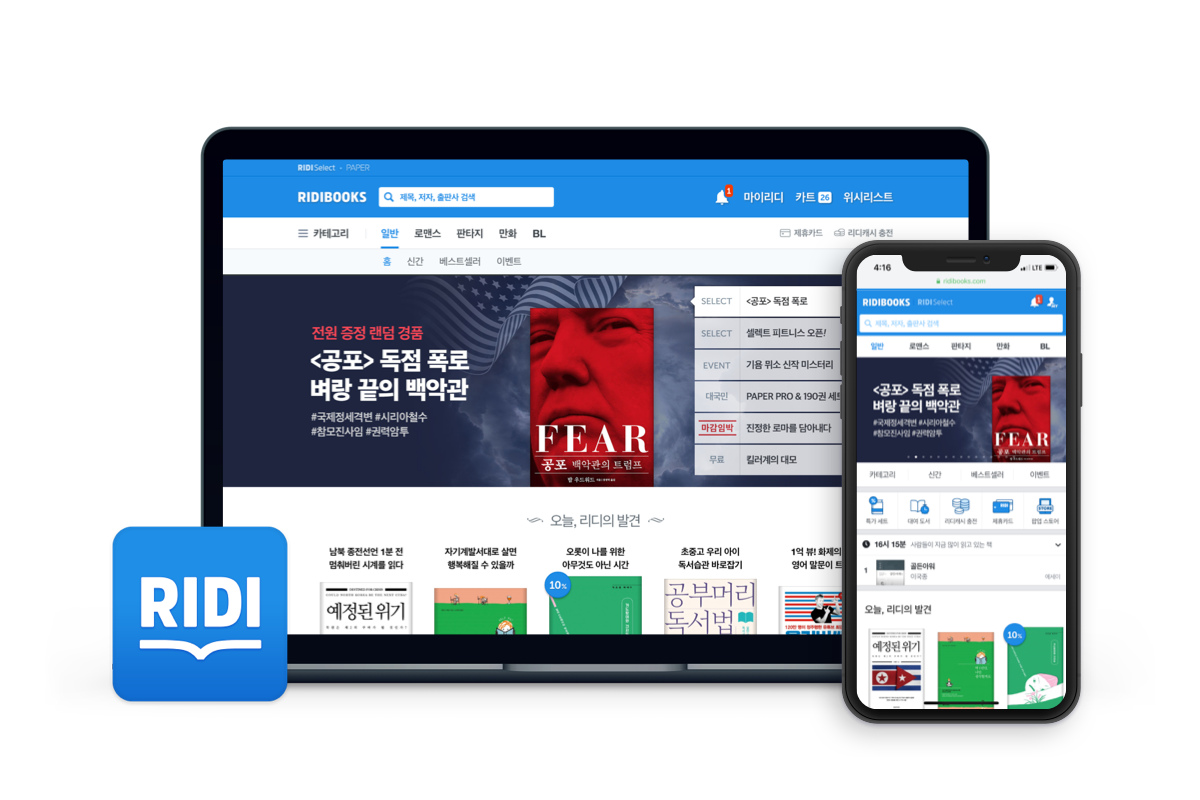 RIDI Select - PAPER
RIDIBOOKS
제목, 저자, 출판사 검색
1
마이리디
카트 26
위시리스트
카테고리
일반
로맨스
판타지
만화
BL
제휴카드
리디캐시 충전
홈
신간
베스트셀러
이벤트
전원 증정 랜덤 경품
<공포> 독점 폭로
벼랑 끝의 백악관
#국제정세격변 #시리아철수
#참모진사임 #권력암투
FEAR
공포 백악관의 트럼프
밥 우드워드
SELECT <공포> 독점 폭로
SELECT 셀렉트 피트니스 오픈!
EVENT 기욤 뮈소 신작 미스터리
대국민 PAPER PRO & 190권 세트
마감임박 진정한 로마를 담아내다
무료 킬러계의 대모
오늘, 리디의 발견
남북 종전선언 1분 전
멈춰버린 시계를 읽다
예정된 위기
자기계발서대로 살면
행복해질 수 있을까
오롯이 나를 위한
아무것도 아닌 시간
10%
초중고 우리 아이
독서습관 바로잡기
공부머리
독서법
1억 뷰! 화제의
영어 말문이 트
RIDI
4:16
LTE
ridibooks.com
RIDIBOOKS RIDI Select
1
제목, 저자, 출판사 검색
일반
로맨스
판타지
만화
BL
<공포> 독점 폭로
벼랑 끝의 백악관
#국제정세격변 #시리아철수
#참모진사임 #권력암투
FEAR
공포 백악관의 트럼프
카테고리
신간
베스트셀러
이벤트
특가 세트
대여 도서
리디캐시 충전
제휴카드
STORE
팝업 스토어
16시 15분 사람들이 지금 많이 읽고 있는 책
1
골든아워
이국종
에세이
오늘, 리디의 발견
예정된 위기
10%